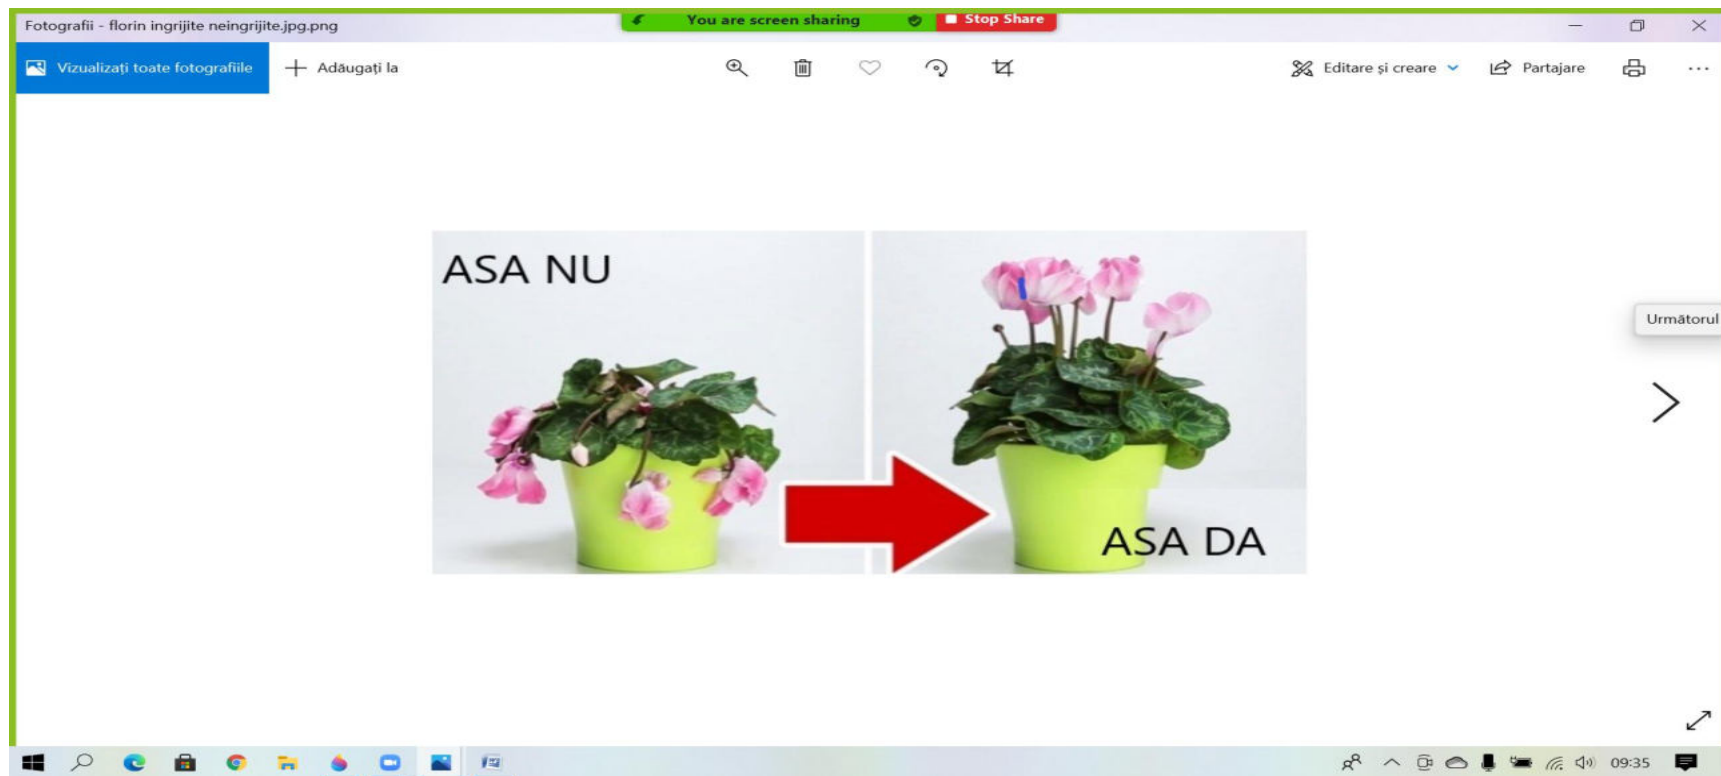 Fotografii - florin ingrijite neingrijite.jpg.png
You are screen sharing
Stop Share
Vizualizați toate fotografiile
Adăugați la
Editare și creare
Partajare
ASA NU
Următorul
ASA DA
09:35